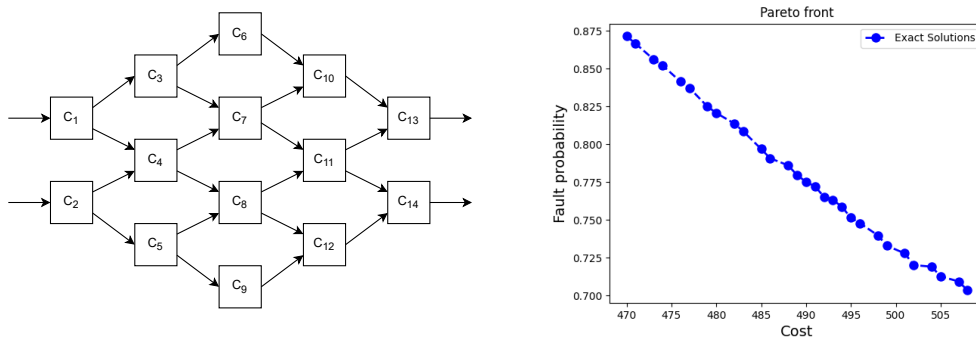 C6
C3
C10
C1
C7
C13
C4
C11
C2
C8
C14
C5
C12
C9
Pareto front
Exact Solutions
Fault probability
0.875
0.850
0.825
0.800
0.775
0.750
0.725
0.700
470 475 480 485 490 495 500 505
Cost